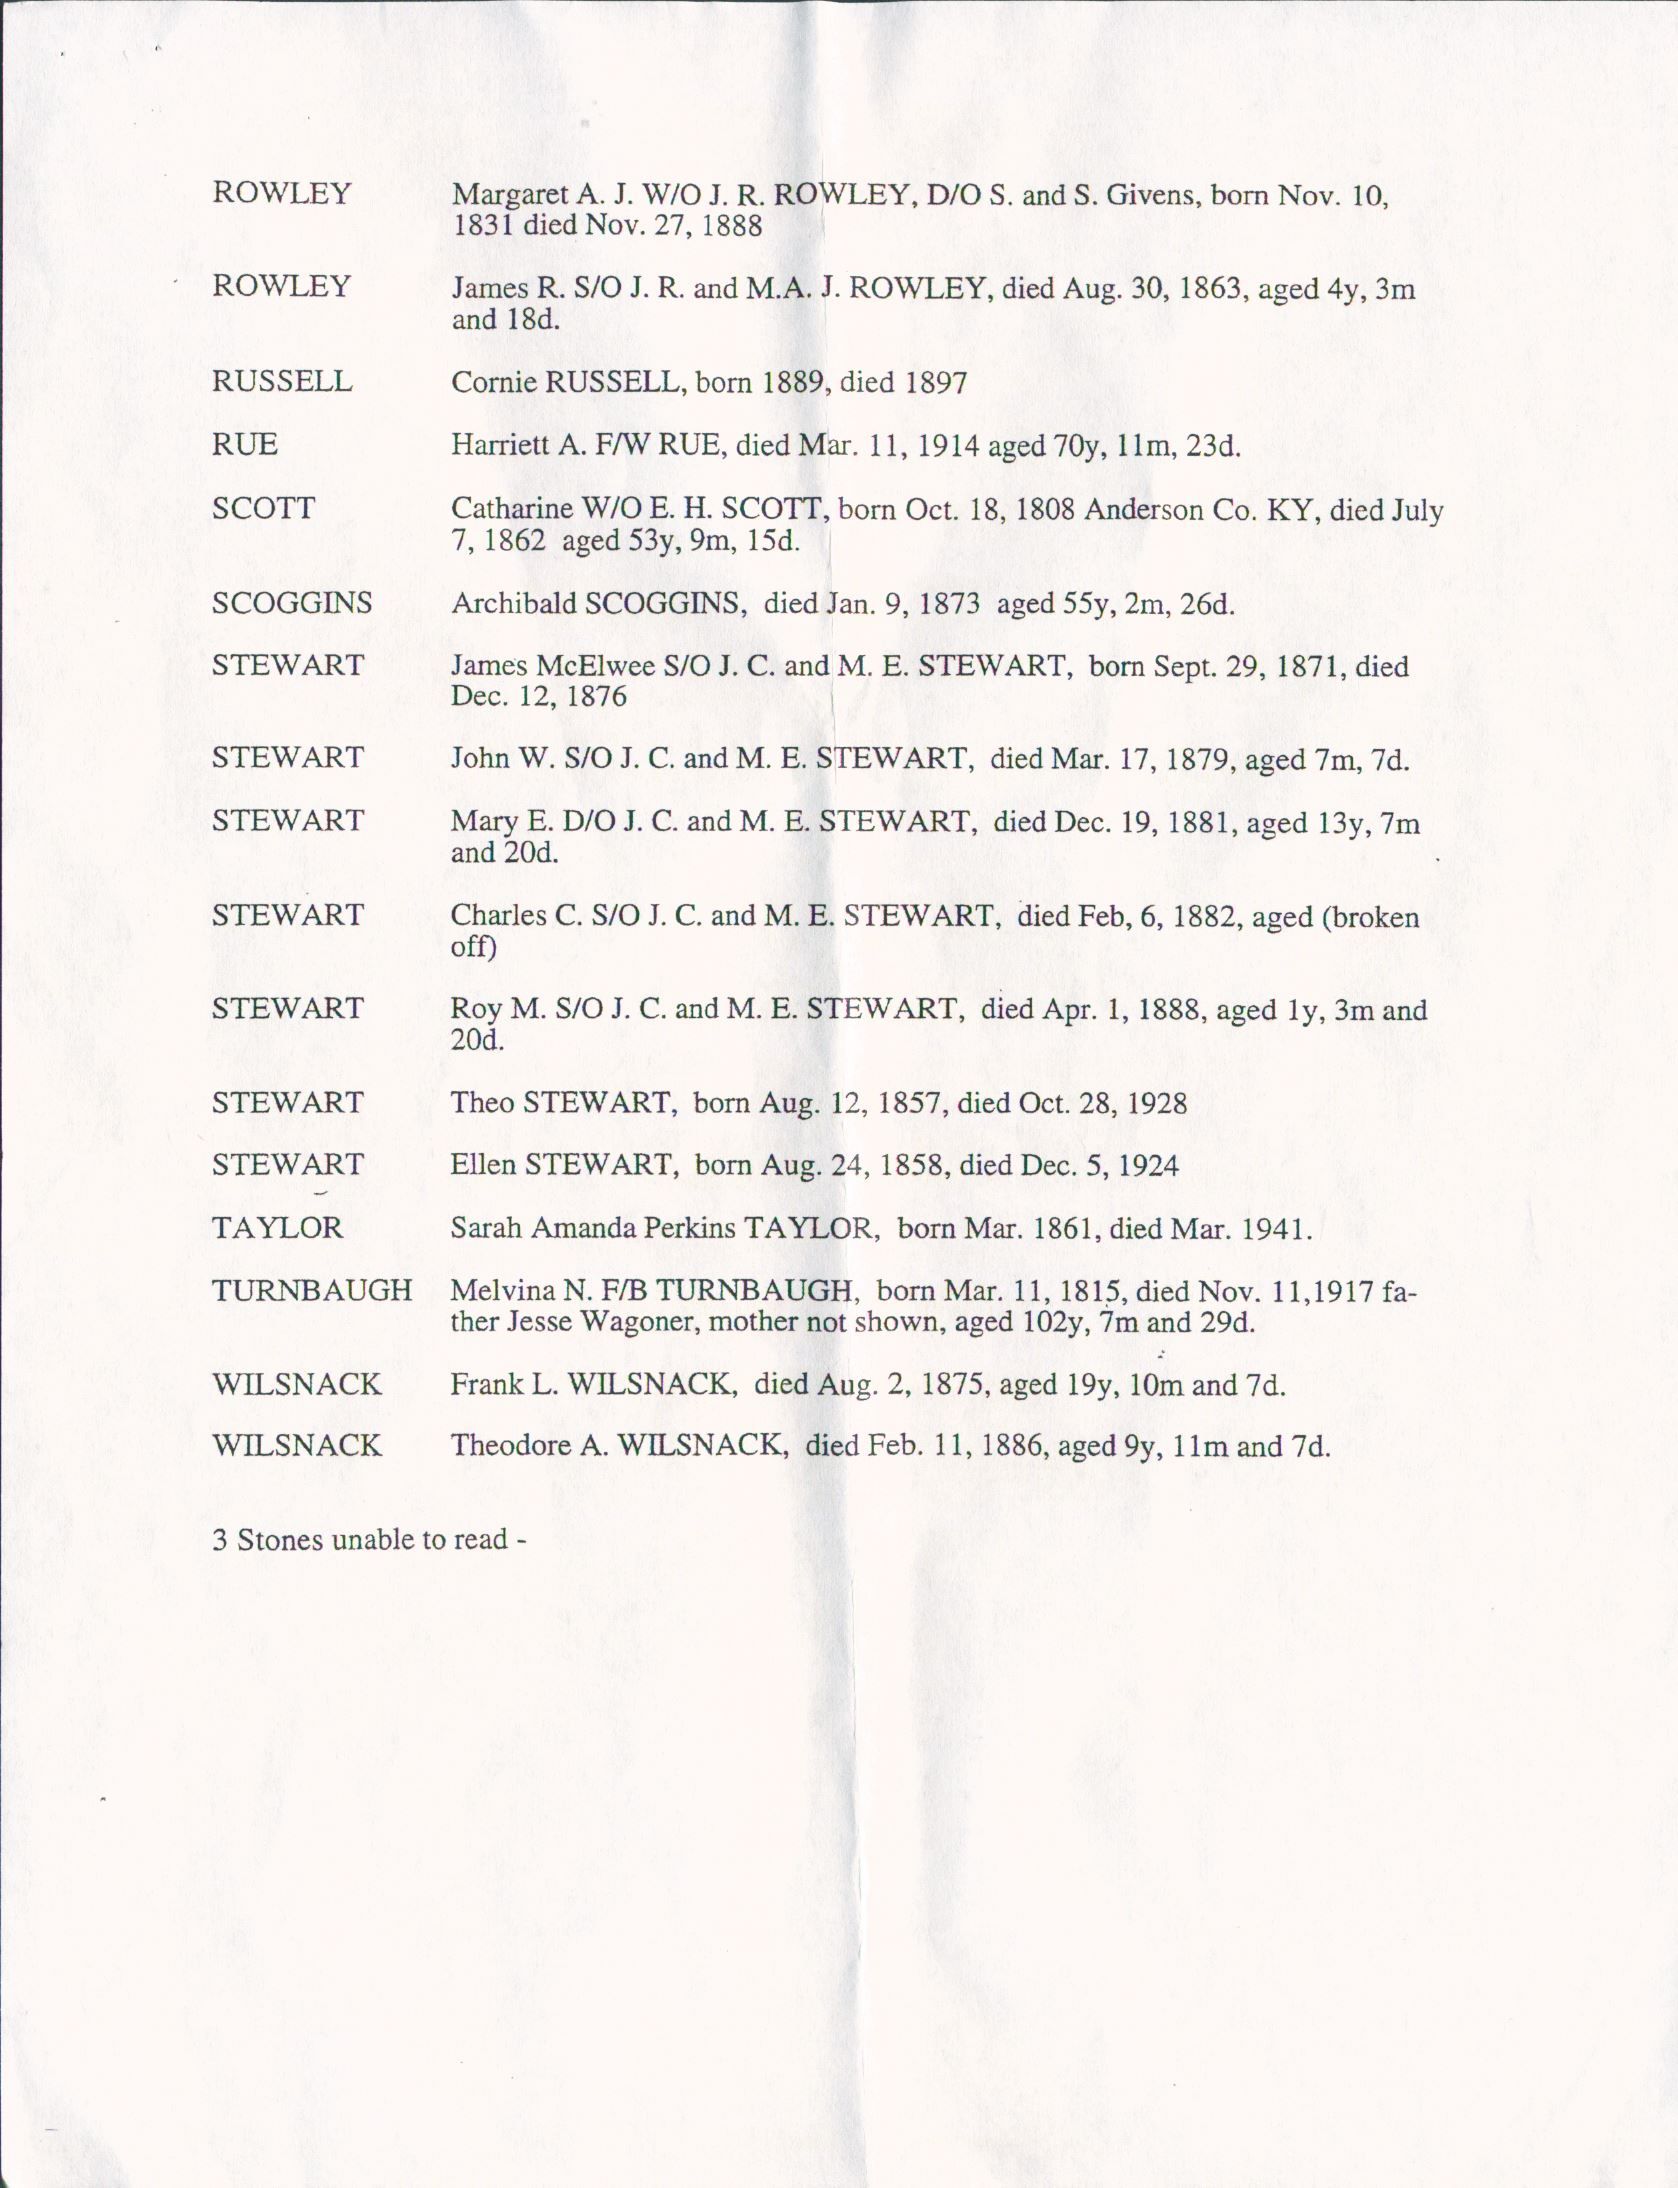 ROWLEY Margaret A. J. W/O J. R. ROWLEY, D/O S. and S. Givens, born Nov. 10,
1831 died Nov. 27, 1888
ROWLEY James R. S/O J. R. and M.A. J. ROWLEY, died Aug. 30, 1863, aged 4y, 3m
and 18d.
RUSSELL Cornie RUSSELL, born 1889, died 1897
RUE Harriett A. F/W RUE, died Mar. 11, 1914 aged 70y, 11m, 23d.
SCOTT Catharine W/O E. H. SCOTT, born Oct. 18, 1808 Anderson Co. KY, died July
7, 1862 aged 53y, 9m, 15d.
SCOGGINS Archibald SCOGGINS, died Jan. 9, 1873 aged 55y, 2m, 26d.
STEWART James McElwee S/O J. C. and M. E. STEWART, born Sept. 29, 1871, died
Dec. 12, 1876
STEWART John W. S/O J. C. and M. E. STEWART, died Mar. 17, 1879, aged 7m, 7d.
STEWART Mary E. D/O J. C. and M. E. STEWART, died Dec. 19, 1881, aged 13y, 7m
and 20d.
STEWART Charles C. S/O J. C. and M. E. STEWART, died Feb, 6, 1882, aged (broken
off)
STEWART Roy M. S/O J. C. and M. E. STEWART, died Apr. 1, 1888, aged 1y, 3m and
20d.
STEWART Theo STEWART, born Aug. 12, 1857, died Oct. 28, 1928
STEWART Ellen STEWART, born Aug. 24, 1858, died Dec. 5, 1924
TAYLOR Sarah Amanda Perkins TAYLOR, born Mar. 1861, died Mar. 1941.
TURNBAUGH Melvina N. F/B TURNBAUGH, born Mar. 11, 1815, died Nov. 11,1917 fa-
ther Jesse Wagoner, mother not shown, aged 102y, 7m and 29d.
WILSNACK Frank L. WILSNACK, died Aug. 2, 1875, aged 19y, 10m and 7d.
WILSNACK Theodore A. WILSNACK, died Feb. 11, 1886, aged 9y, 11m and 7d.
3 Stones unable to read -